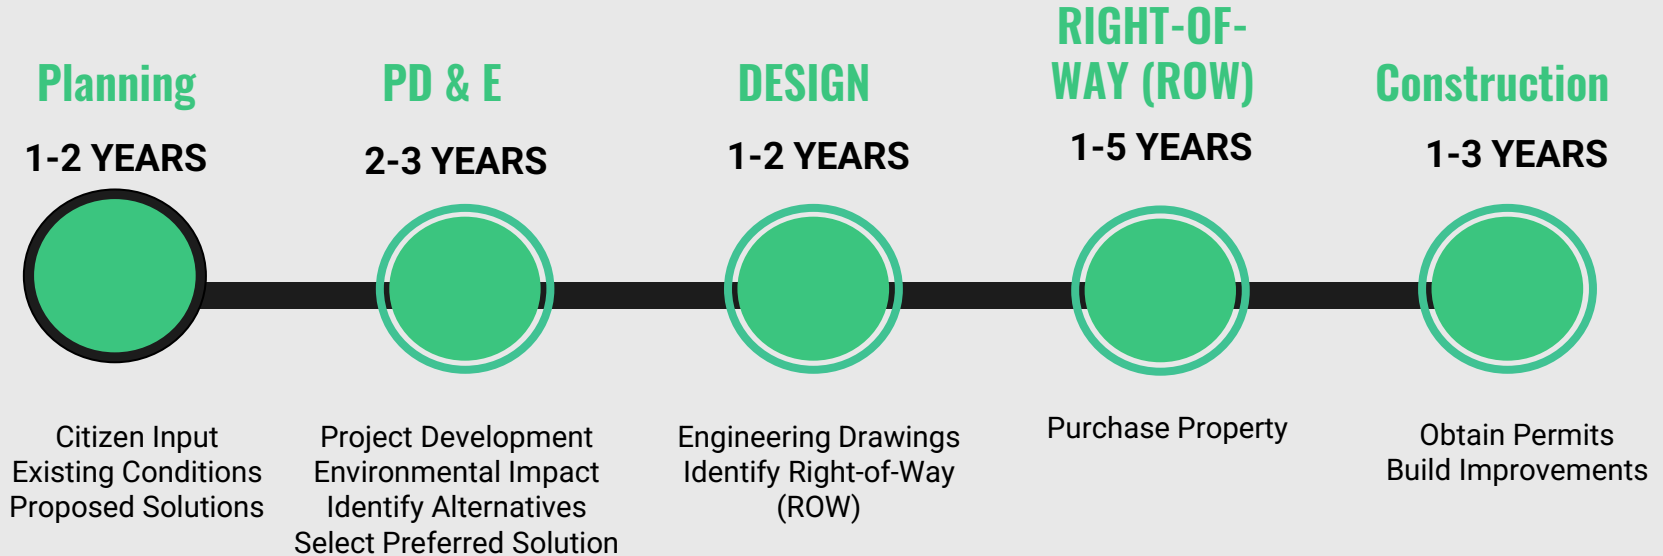 Planning
1-2 YEARS
Citizen Input
Existing Conditions
Proposed Solutions
PD & E
2-3 YEARS
Project Development
Environmental Impact
Identify Alternatives
Select Preferred Solution
DESIGN
1-2 YEARS
Engineering Drawings
Identify Right-of-Way
(ROW)
RIGHT-OF-
WAY (ROW)
1-5 YEARS
Purchase Property
Construction
1-3 YEARS
Obtain Permits
Build Improvements